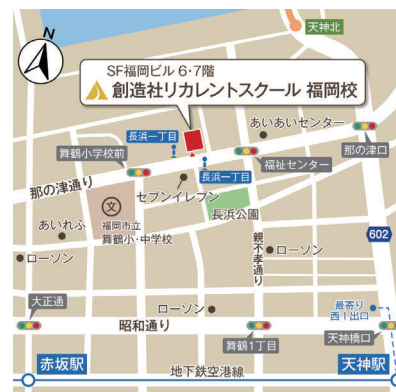 N
天神北
SF福岡ビル 6・7階
創造社リカレントスクール 福岡校
あいあいセンター
長浜一丁目
舞鶴小学校前
那の津口
福祉センター
那の津通り
セブンイレブン
長浜一丁目
文
福岡市立
舞鶴小・中学校
長浜公園
あいれふ
親不孝通り
602
ローソン
ローソン
大正通
ローソン
最寄り
西1出口
昭和通り
舞鶴1丁目
天神橋口
赤坂駅
地下鉄空港線
天神駅